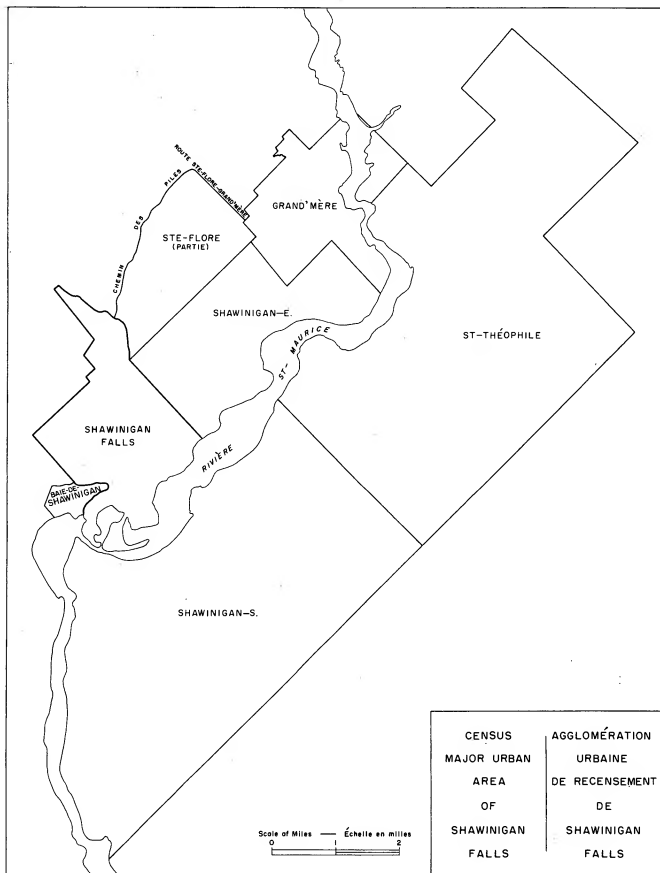 ROUTE STE-FLORE-GRAND'MÈRE
CHEMIN DES PILES
GRAND'MÈRE
STE-FLORE
(PARTIE)
SHAWINIGAN-E.
ST-THÉOPHILE
RIVIÈRE ST-MAURICE
SHAWINIGAN
FALLS
BAIE-DE-
SHAWINIGAN
SHAWINIGAN-S.
Scale of Miles — Échelle en milles
0 1 2
CENSUS
MAJOR URBAN
AREA
OF
SHAWINIGAN
FALLS
AGGLOMÉRATION
URBAINE
DE RECENSEMENT
DE
SHAWINIGAN
FALLS